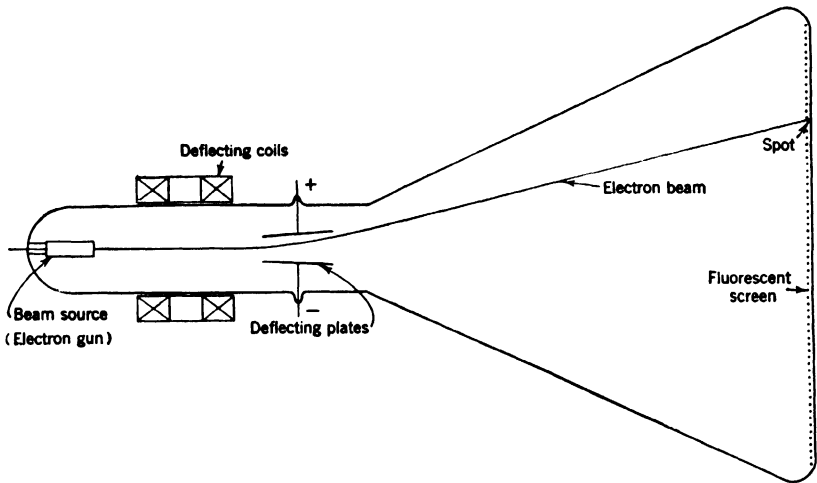 Deflecting coils
+
Spot
Electron beam
Fluorescent
screen
Beam source
(Electron gun)
−
Deflecting plates